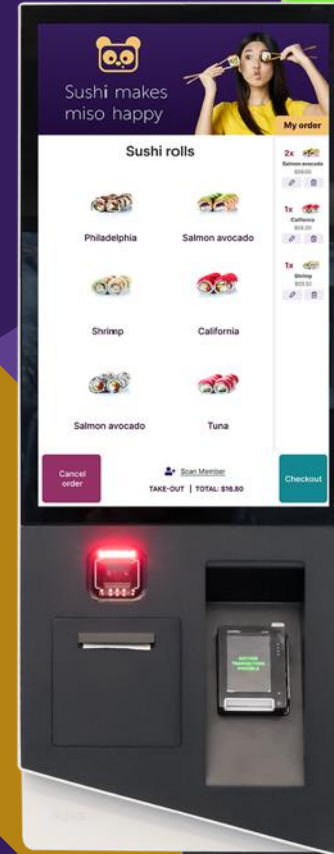 Sushi makes
miso happy
My order
Sushi rolls
2x
Salmon avocado
1x
California
1x
Shrimp
Philadelphia
Salmon avocado
Shrimp
California
Salmon avocado
Tuna
Cancel
order
Scan Member
TAKE-OUT | TOTAL: $16.80
Checkout